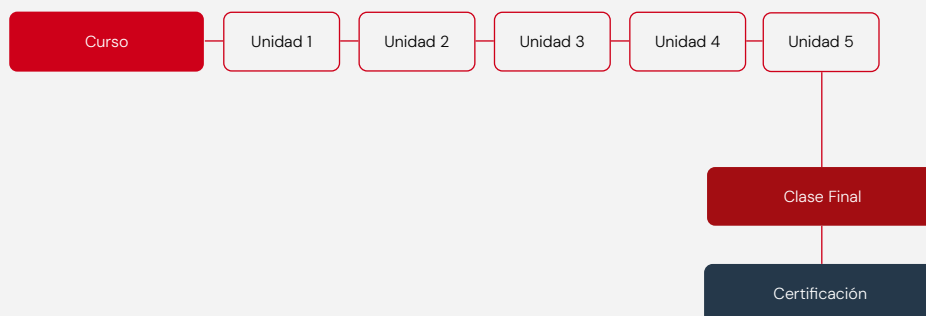 Curso
Unidad 1
Unidad 2
Unidad 3
Unidad 4
Unidad 5
Clase Final
Certificación